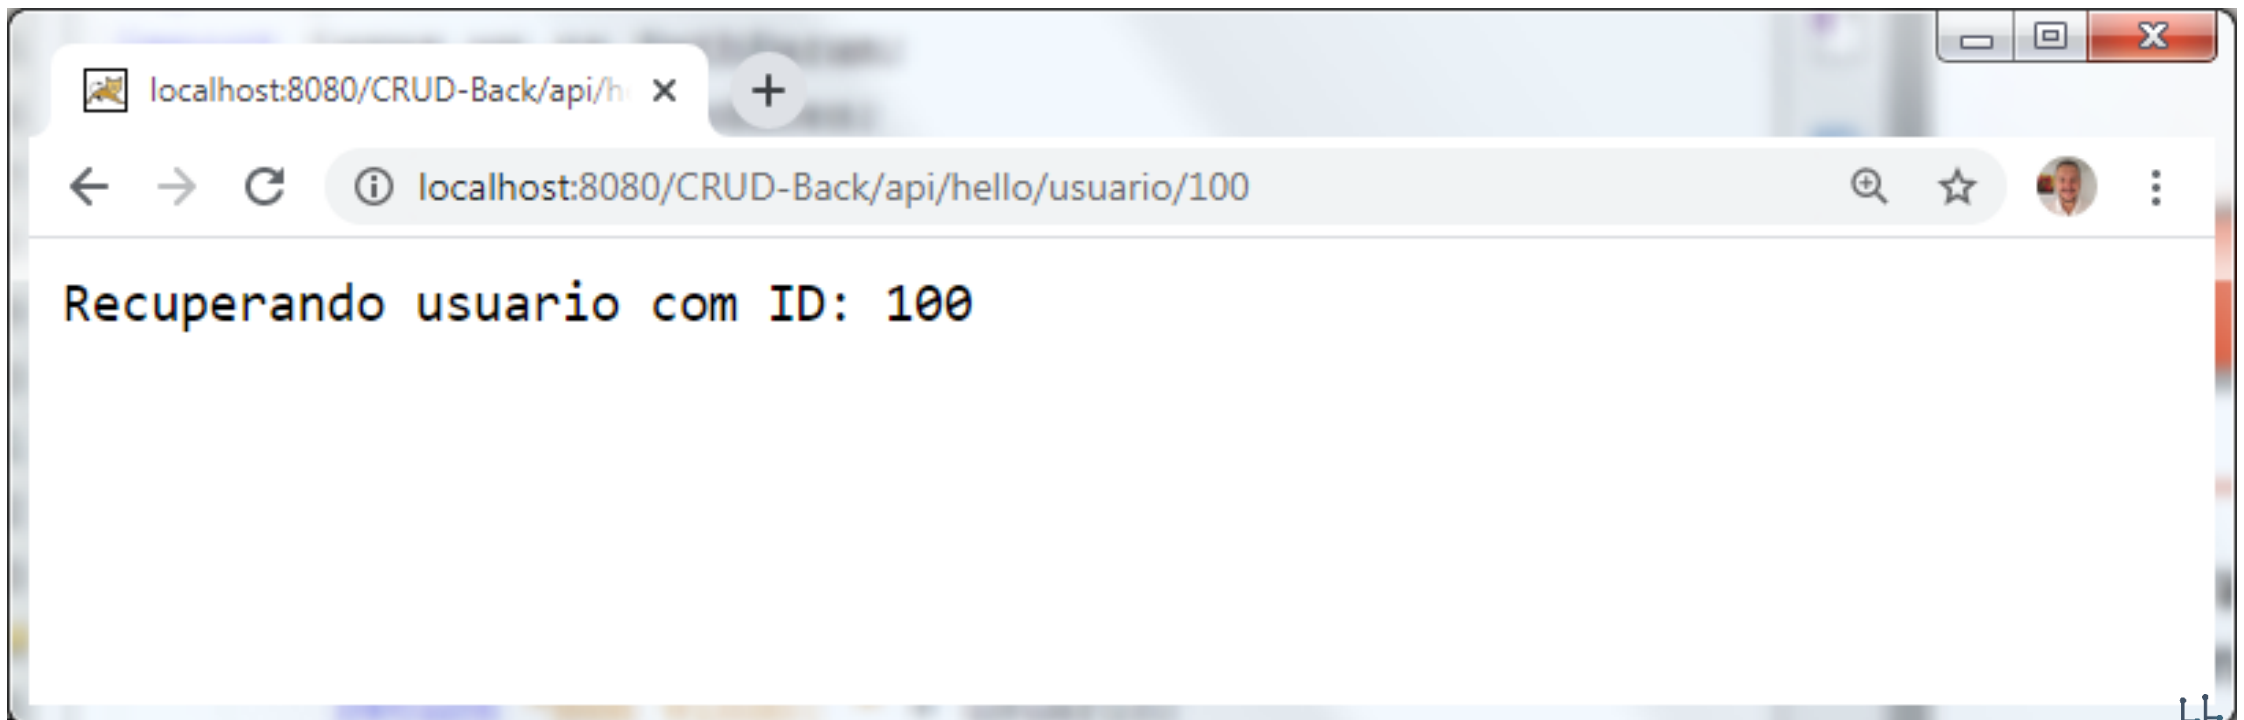 localhost:8080/CRUD-Back/api/h
localhost:8080/CRUD-Back/api/hello/usuario/100
Recuperando usuario com ID: 100